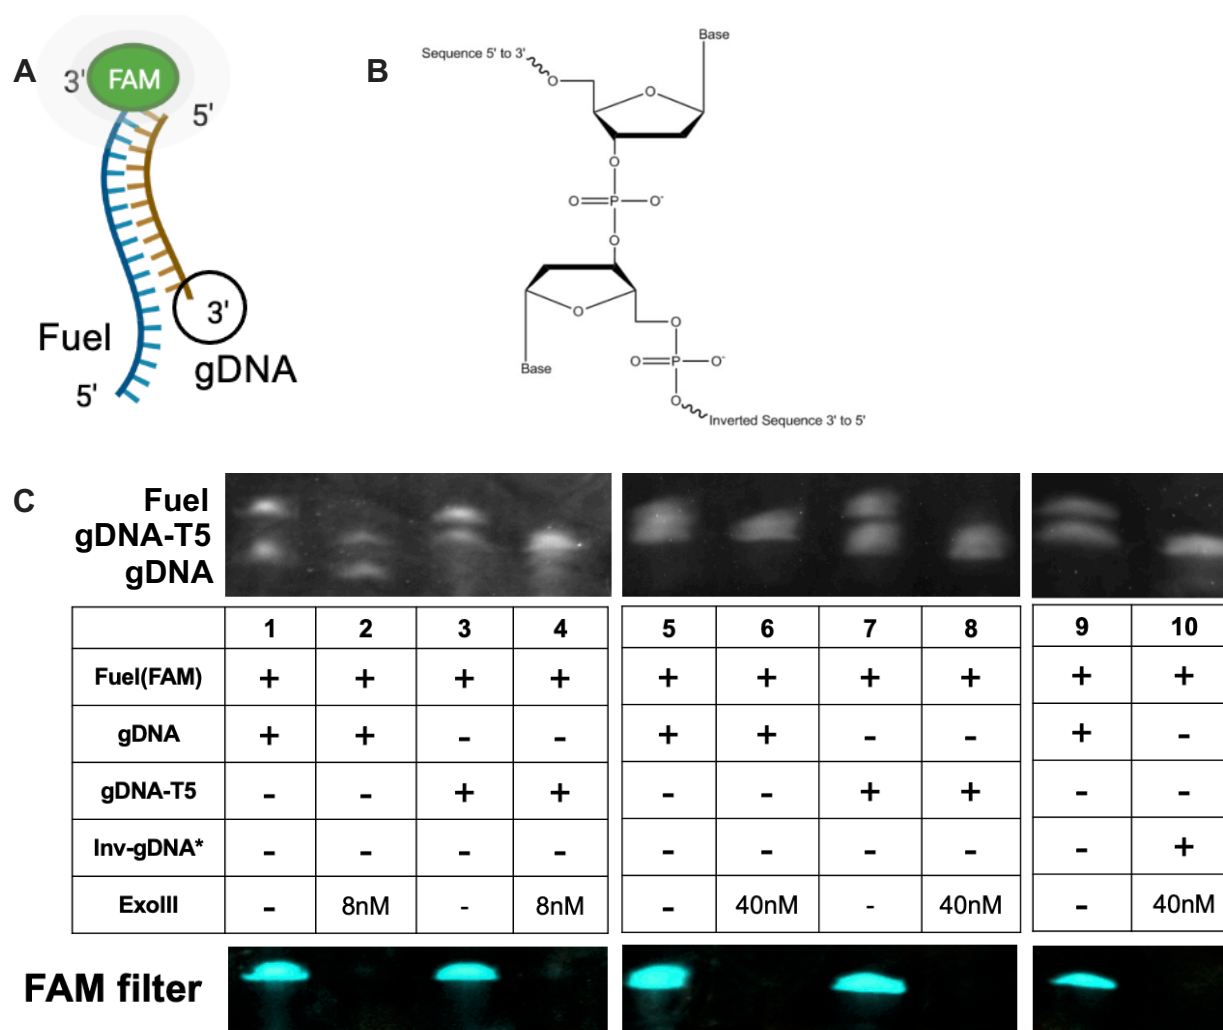 A
3'
FAM
5'
Fuel
3'
gDNA
5'
B
Sequence 5' to 3'
Base
O
O
O
O=P—O-
O
O
O
O=P—O-
Base
O
Inverted Sequence 3' to 5'
C
Fuel
gDNA-T5
gDNA
1 2 3 4 5 6 7 8 9 10
Fuel(FAM) + + + + + + + + + +
gDNA + + - - + + - - + -
gDNA-T5 - - + + - - + + - -
Inv-gDNA* - - - - - - - - - +
ExoIII - 8nM - 8nM - 40nM - 40nM - 40nM
FAM filter